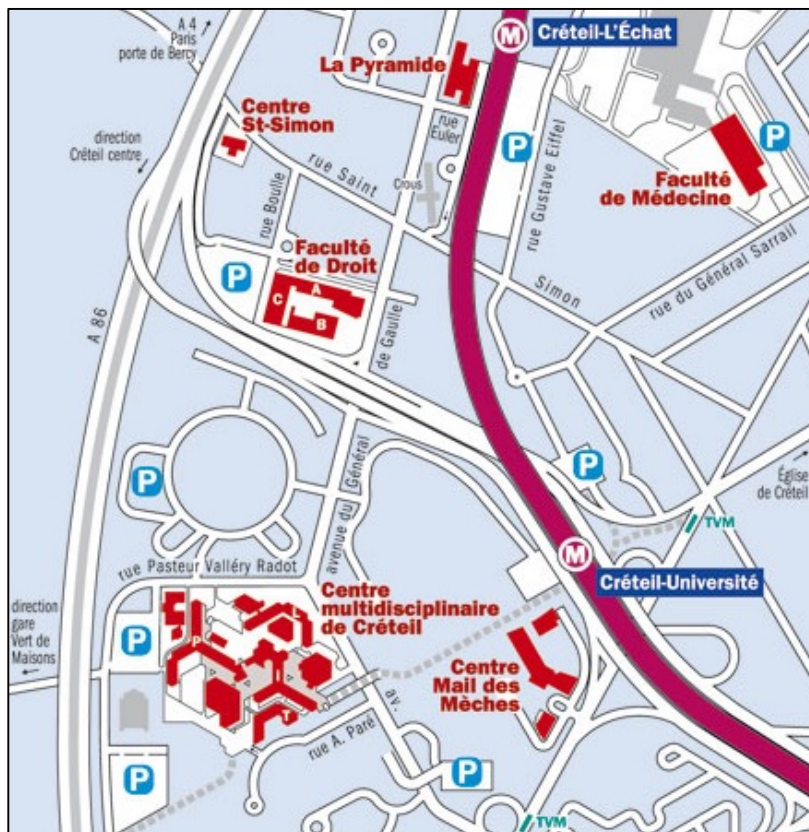 A 4
Paris
porte de Bercy
M
Créteil-L'Échat
La Pyramide
Centre
St-Simon
rue
Euler
P
P
direction
Créteil centre
rue Saint
Crous
rue Gustave Eiffel
Faculté
de Médecine
rue Boulle
Faculté
de Droit
P
A
C
B
Simon
rue du Général Sarrail
de Gaulle
A 86
P
P
avenue du Général
Église
de Créteil
TVM
M
rue Pasteur Valléry Radot
Créteil-Université
direction
gare
Vert de
Maisons
Centre
multidisciplinaire
de Créteil
P
P
L
I
T
Centre
Mail des
Mèches
av.
rue A. Paré
P
P
TVM